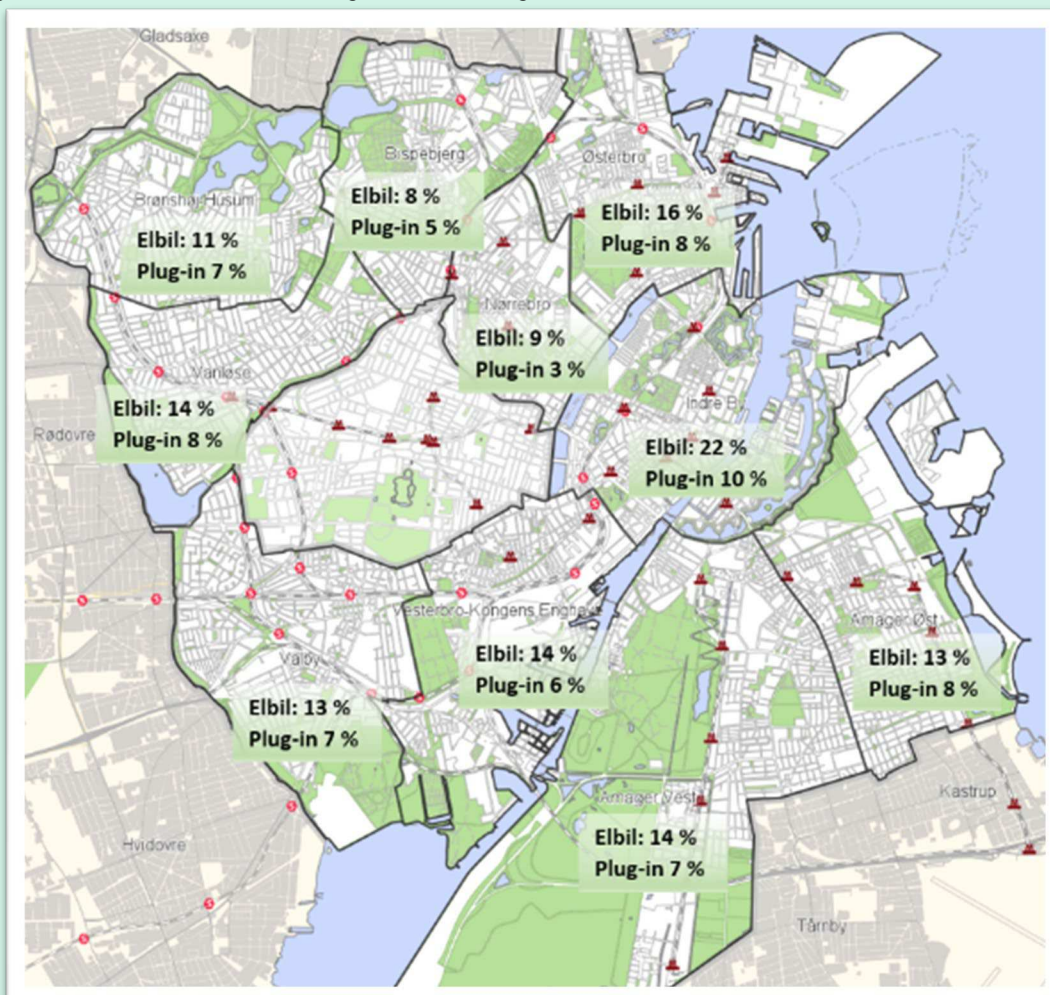 Gladsaxe
Bispebjerg
Østerbro
Elbil: 8 %
Plug-in 5 %
Brønshøj-Husum
Elbil: 16 %
Plug-in 8 %
Elbil: 11 %
Plug-in 7 %
Nørrebro
Elbil: 9 %
Plug-in 3 %
Vanløse
Elbil: 14 %
Plug-in 8 %
Indre By
Rødovre
Elbil: 22 %
Plug-in 10 %
Vesterbro-Kongens Enghave
Amager Øst
Elbil: 14 %
Plug-in 6 %
Valby
Elbil: 13 %
Plug-in 8 %
Elbil: 13 %
Plug-in 7 %
Amager Vest
Kastrup
Elbil: 14 %
Plug-in 7 %
Hvidovre
Tårnby